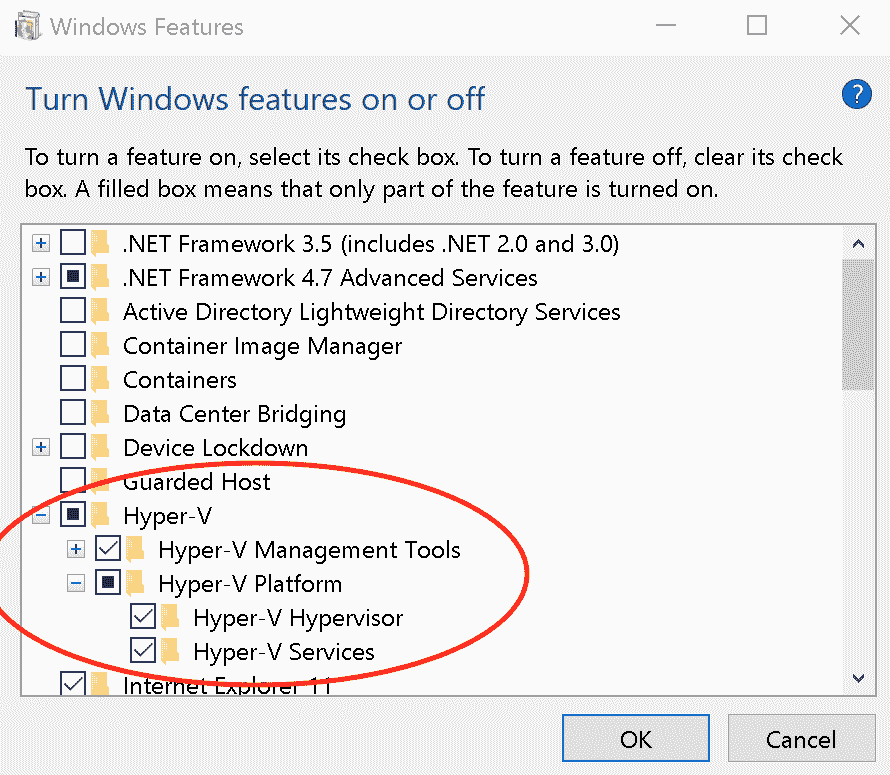 Windows Features
Turn Windows features on or off
?
To turn a feature on, select its check box. To turn a feature off, clear its check
box. A filled box means that only part of the feature is turned on.
.NET Framework 3.5 (includes .NET 2.0 and 3.0)
.NET Framework 4.7 Advanced Services
Active Directory Lightweight Directory Services
Container Image Manager
Containers
Data Center Bridging
Device Lockdown
Guarded Host
Hyper-V
Hyper-V Management Tools
Hyper-V Platform
Hyper-V Hypervisor
Hyper-V Services
Internet Explorer 11
OK
Cancel